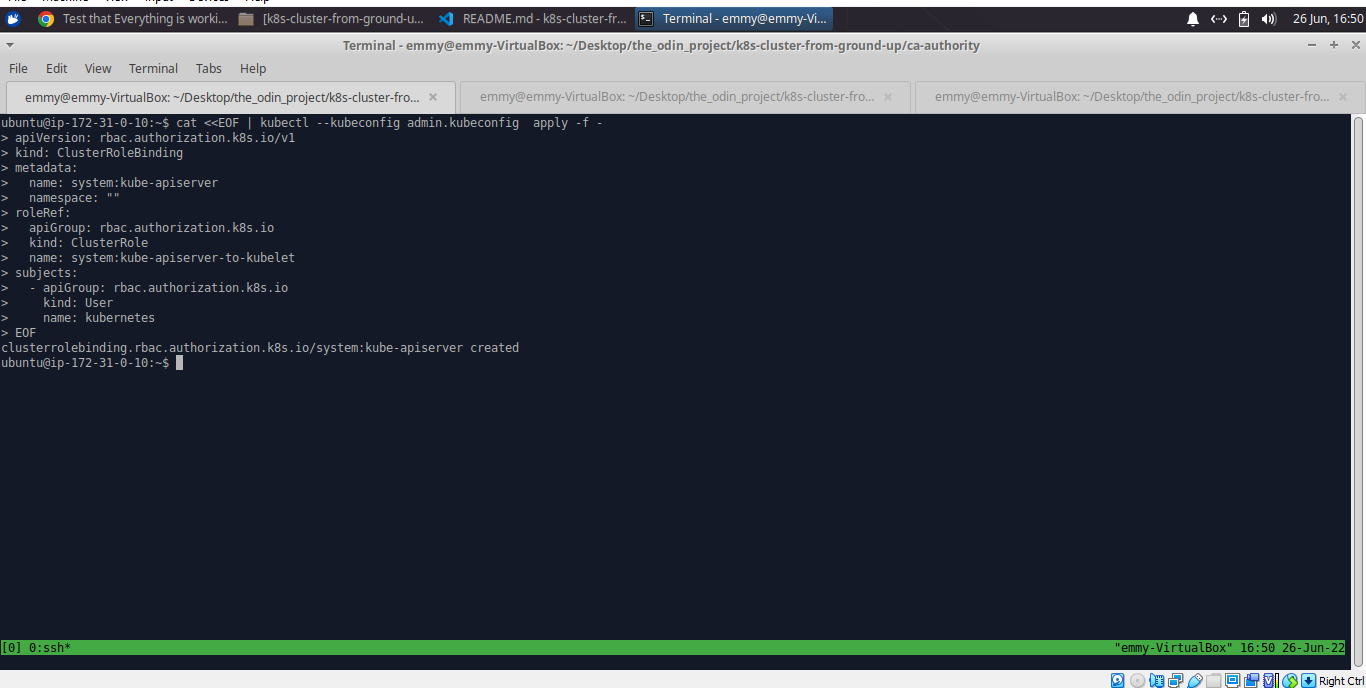 Test that Everything is worki...
[k8s-cluster-from-ground-u...
README.md - k8s-cluster-fr...
Terminal - emmy@emmy-Vi...
26 Jun, 16:50
Terminal - emmy@emmy-VirtualBox: ~/Desktop/the_odin_project/k8s-cluster-from-ground-up/ca-authority
File Edit View Terminal Tabs Help
emmy@emmy-VirtualBox: ~/Desktop/the_odin_project/k8s-cluster-fro...
emmy@emmy-VirtualBox: ~/Desktop/the_odin_project/k8s-cluster-fro...
emmy@emmy-VirtualBox: ~/Desktop/the_odin_project/k8s-cluster-fro...
ubuntu@ip-172-31-0-10:~$ cat <<EOF | kubectl --kubeconfig admin.kubeconfig  apply -f -
> apiVersion: rbac.authorization.k8s.io/v1
> kind: ClusterRoleBinding
> metadata:
>   name: system:kube-apiserver
>   namespace: ""
> roleRef:
>   apiGroup: rbac.authorization.k8s.io
>   kind: ClusterRole
>   name: system:kube-apiserver-to-kubelet
> subjects:
>   - apiGroup: rbac.authorization.k8s.io
>     kind: User
>     name: kubernetes
> EOF
clusterrolebinding.rbac.authorization.k8s.io/system:kube-apiserver created
ubuntu@ip-172-31-0-10:~$
[0] 0:ssh*
"emmy-VirtualBox" 16:50 26-Jun-22
Right Ctrl